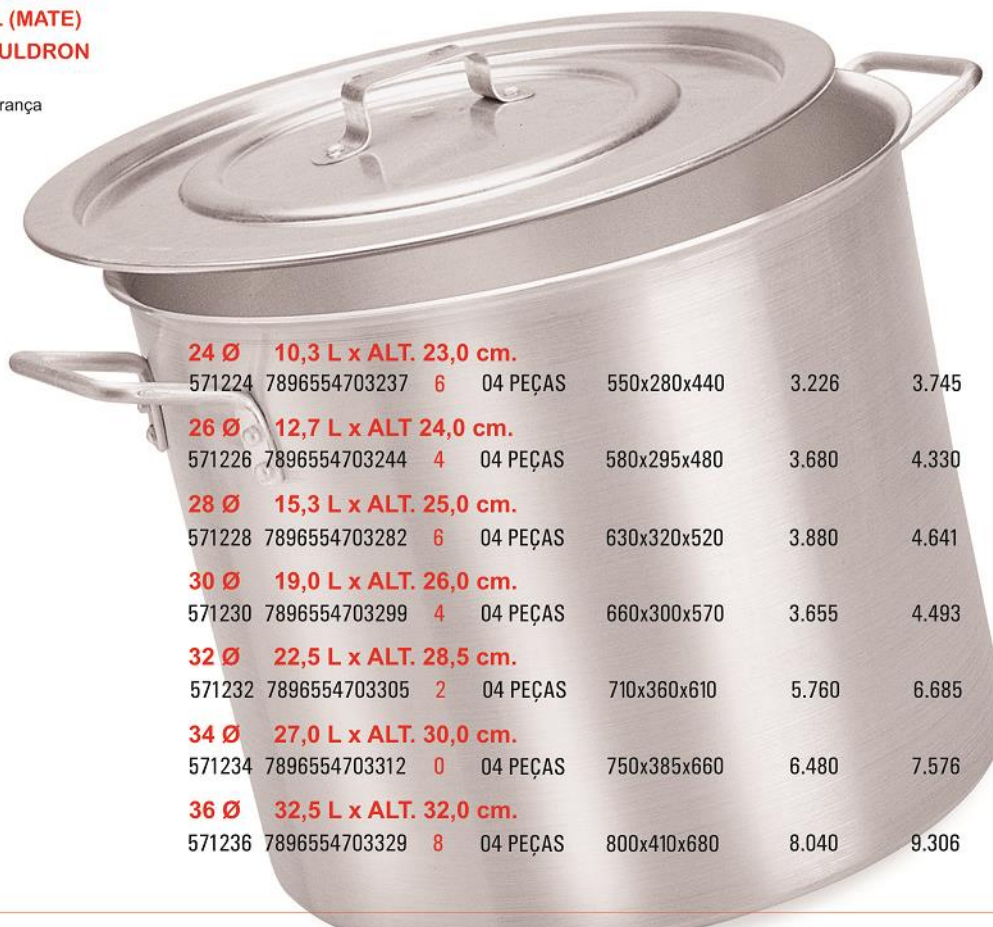 (MATE)
24 Ø 10,3 L x ALT. 23,0 cm.
571224 7896554703237 6 04 PEÇAS 550x280x440 3.226 3.745
26 Ø 12,7 L x ALT 24,0 cm.
571226 7896554703244 4 04 PEÇAS 580x295x480 3.680 4.330
28 Ø 15,3 L x ALT. 25,0 cm.
571228 7896554703282 6 04 PEÇAS 630x320x520 3.880 4.641
30 Ø 19,0 L x ALT. 26,0 cm.
571230 7896554703299 4 04 PEÇAS 660x300x570 3.655 4.493
32 Ø 22,5 L x ALT. 28,5 cm.
571232 7896554703305 2 04 PEÇAS 710x360x610 5.760 6.685
34 Ø 27,0 L x ALT. 30,0 cm.
571234 7896554703312 0 04 PEÇAS 750x385x660 6.480 7.576
36 Ø 32,5 L x ALT. 32,0 cm.
571236 7896554703329 8 04 PEÇAS 800x410x680 8.040 9.306